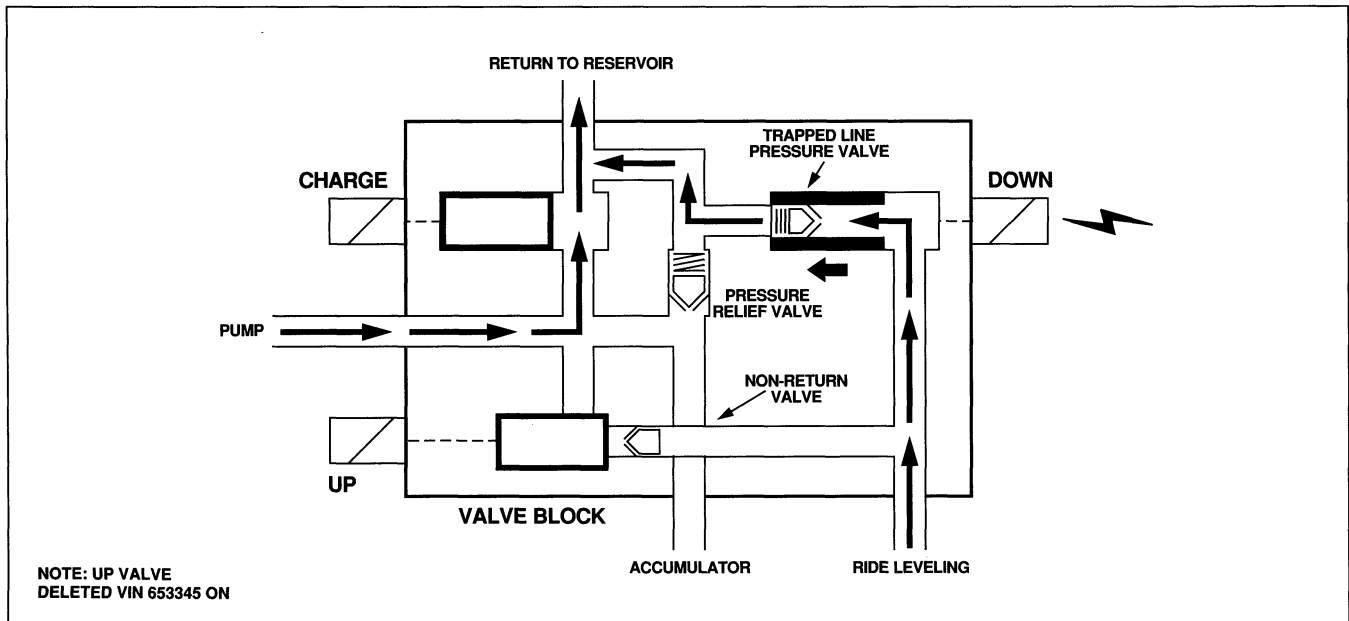 RETURN TO RESERVOIR
TRAPPED LINE
PRESSURE VALVE
CHARGE
DOWN
PRESSURE
RELIEF VALVE
PUMP
NON-RETURN
VALVE
UP
VALVE BLOCK
ACCUMULATOR
RIDE LEVELING
NOTE: UP VALVE
DELETED VIN 653345 ON